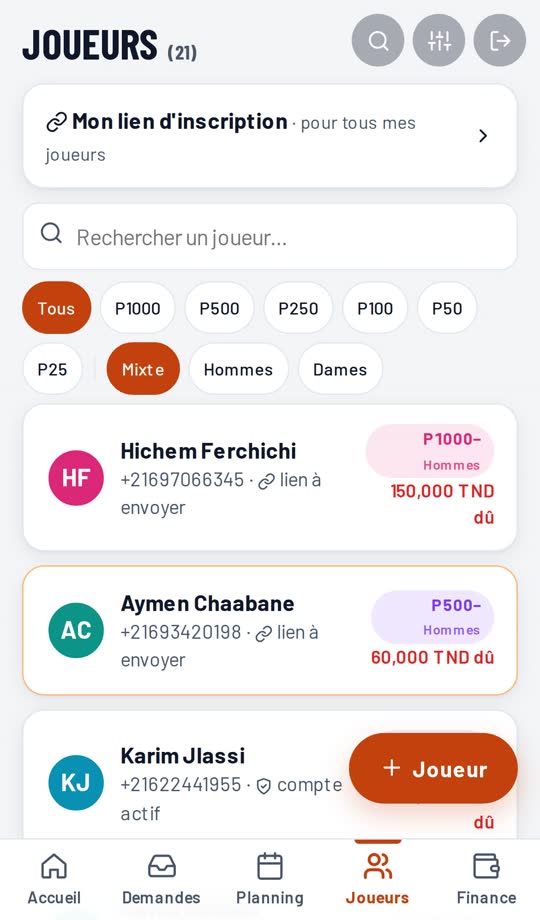 JOUEURS (21)
Mon lien d'inscription · pour tous mes
joueurs
Rechercher un joueur...
Tous P1000 P500 P250 P100 P50
P25 Mixte Hommes Dames
HF
Hichem Ferchichi
+21697066345 · lien à
envoyer
P1000–
Hommes
150,000 TND
dû
AC
Aymen Chaabane
+21693420198 · lien à
envoyer
P500–
Hommes
60,000 TND dû
KJ
Karim Jlassi
+21622441955 · compte
actif
+ Joueur
dû
Accueil Demandes Planning Joueurs Finance